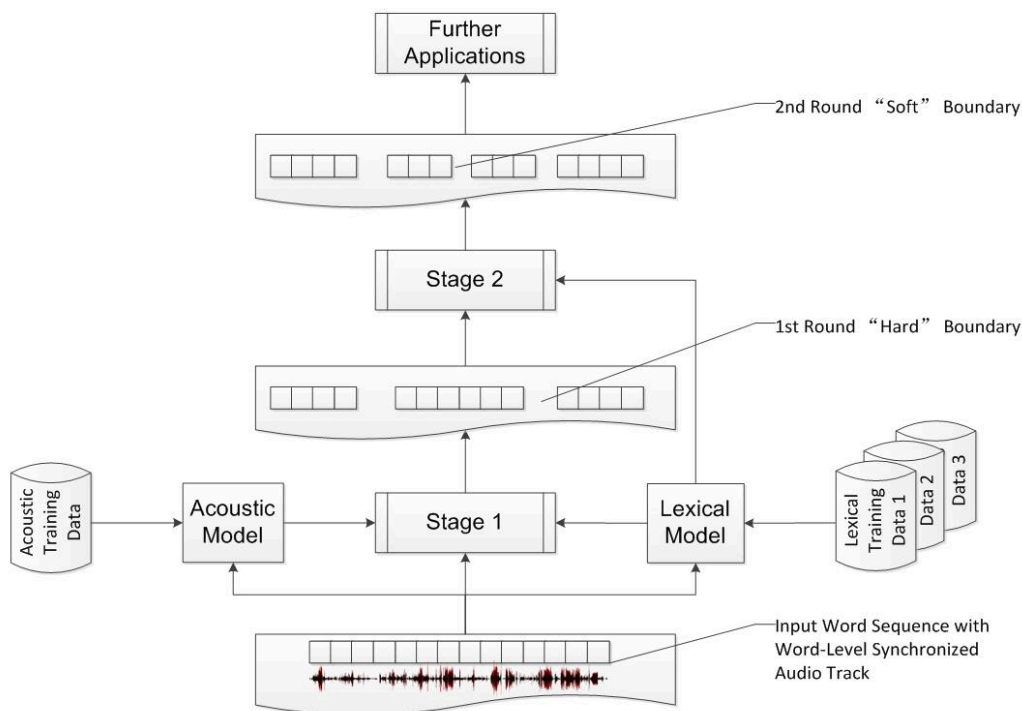 Further
Applications
2nd Round “Soft” Boundary
Stage 2
1st Round “Hard” Boundary
Acoustic
Training
Data
Acoustic
Model
Stage 1
Lexical
Model
Lexical
Training
Data 1
Data 2
Data 3
Input Word Sequence with
Word-Level Synchronized
Audio Track